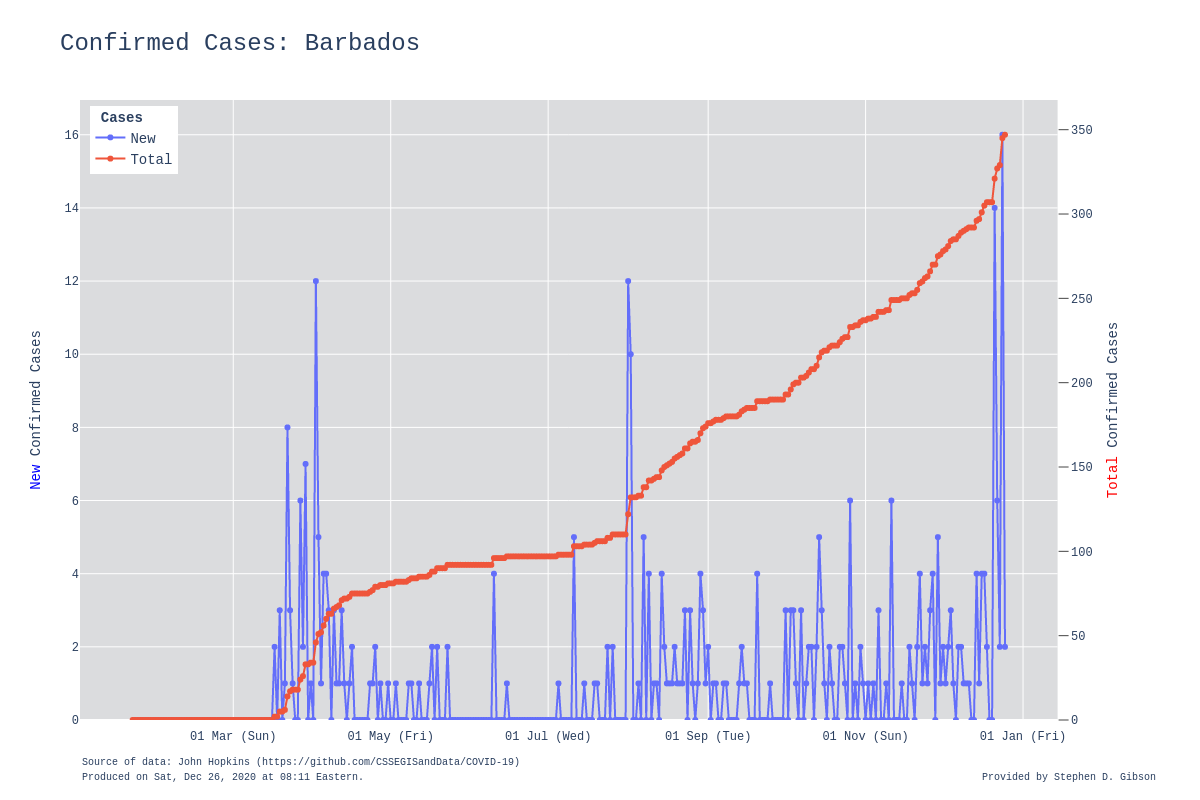 Confirmed Cases: Barbados
Cases
New
Total
16
14
12
10
8
6
4
2
0
350
300
250
200
150
100
50
0
New Confirmed Cases
Total Confirmed Cases
01 Mar (Sun)
01 May (Fri)
01 Jul (Wed)
01 Sep (Tue)
01 Nov (Sun)
01 Jan (Fri)
Source of data: John Hopkins (https://github.com/CSSEGISandData/COVID-19)
Produced on Sat, Dec 26, 2020 at 08:11 Eastern.
Provided by Stephen D. Gibson